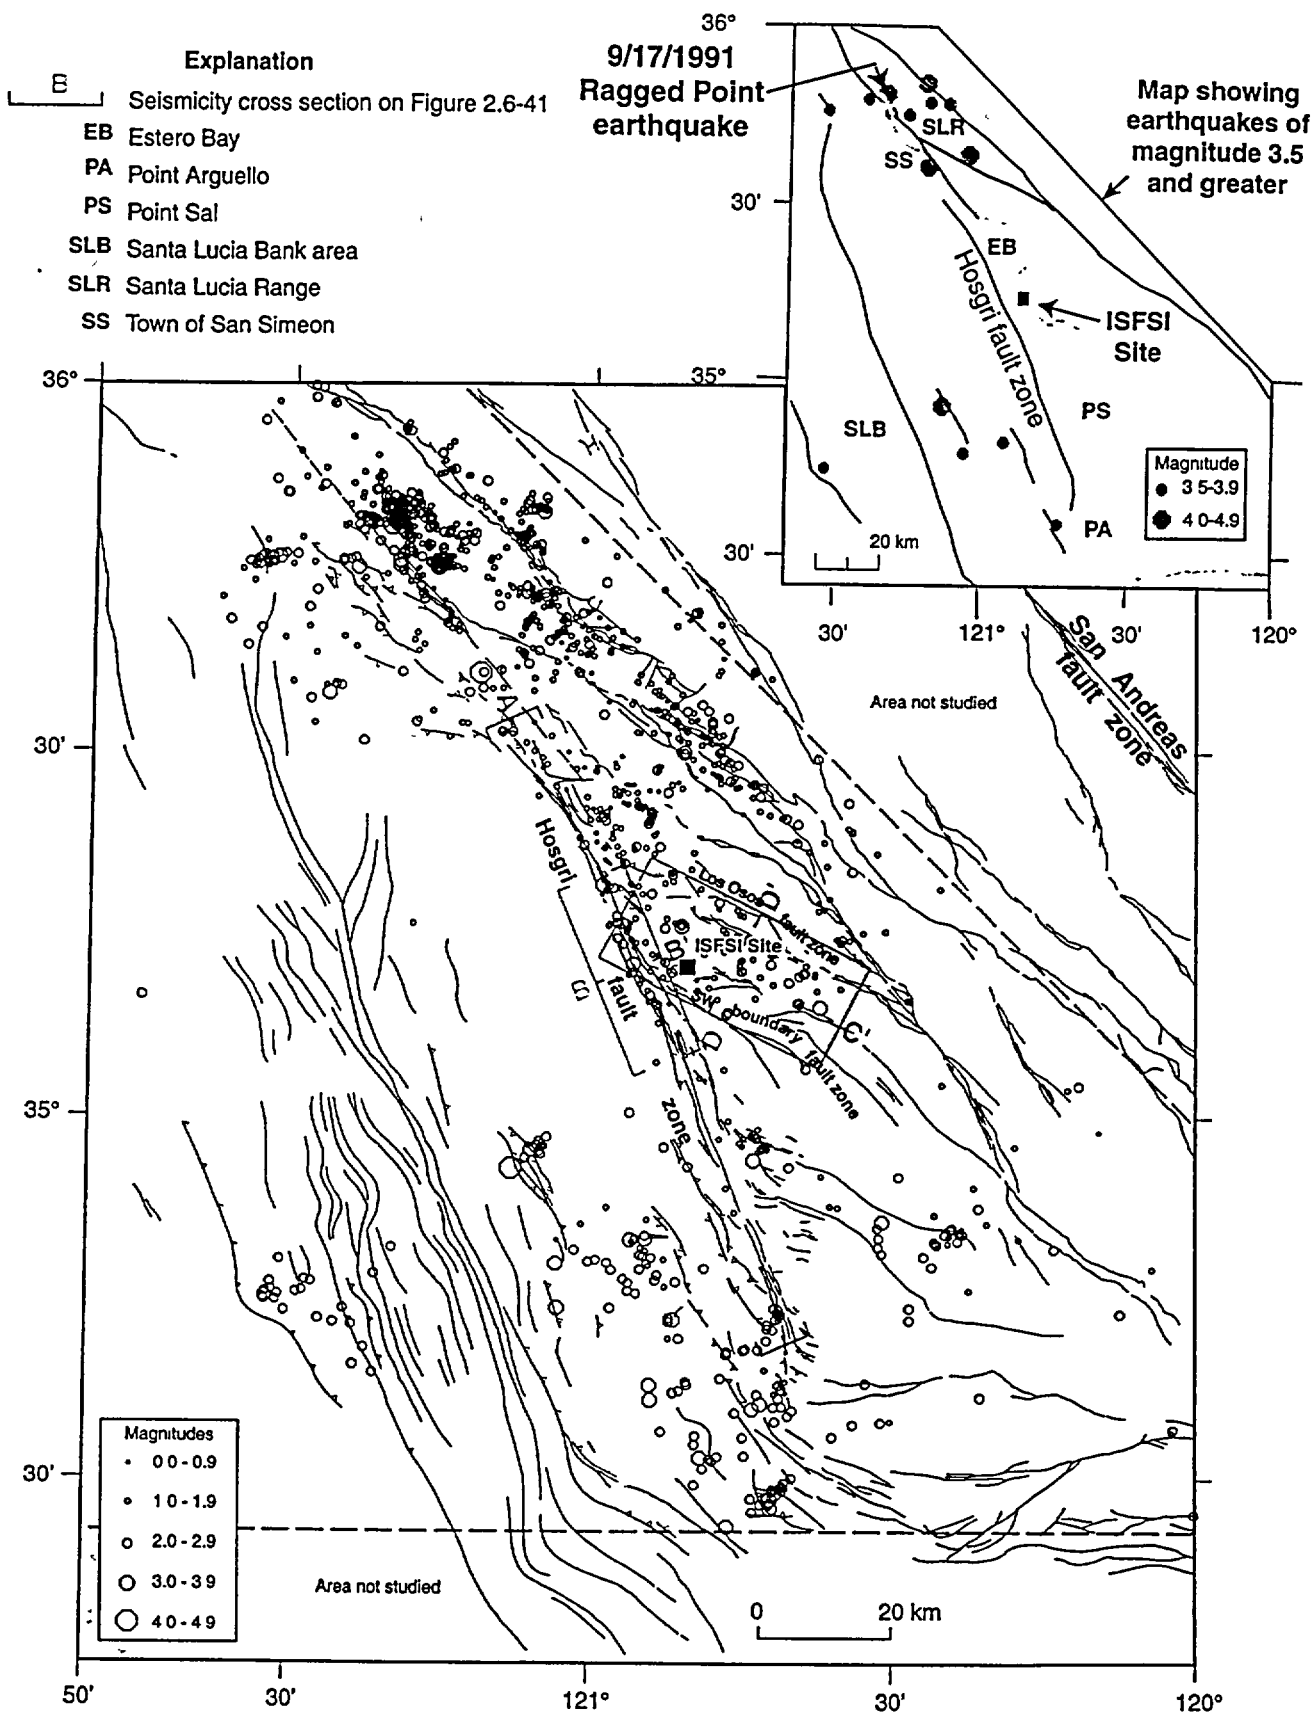 Explanation
B
Seismicity cross section on Figure 2.6-41
EB Estero Bay
PA Point Arguello
PS Point Sal
SLB Santa Lucia Bank area
SLR Santa Lucia Range
SS Town of San Simeon
9/17/1991
Ragged Point
earthquake
Map showing
earthquakes of
magnitude 3.5
and greater
36°
30'
35°
30'
SLR
SS
EB
Hosgri fault zone
ISFSI
Site
PS
SLB
PA
Magnitude
3 5-3.9
4 0-4.9
20 km
30'
121°
30'
120°
36°
30'
35°
30'
San Andreas
fault zone
Area not studied
A
Hosgri
fault
zone
Los Osos
fault zone
D
B
ISFSI Site
B
SW boundary fault zone
C'
Magnitudes
0 0 - 0.9
1 0 - 1.9
2.0 - 2.9
3.0 - 3 9
4 0 - 4 9
Area not studied
0 20 km
50'
30'
121°
30'
120°